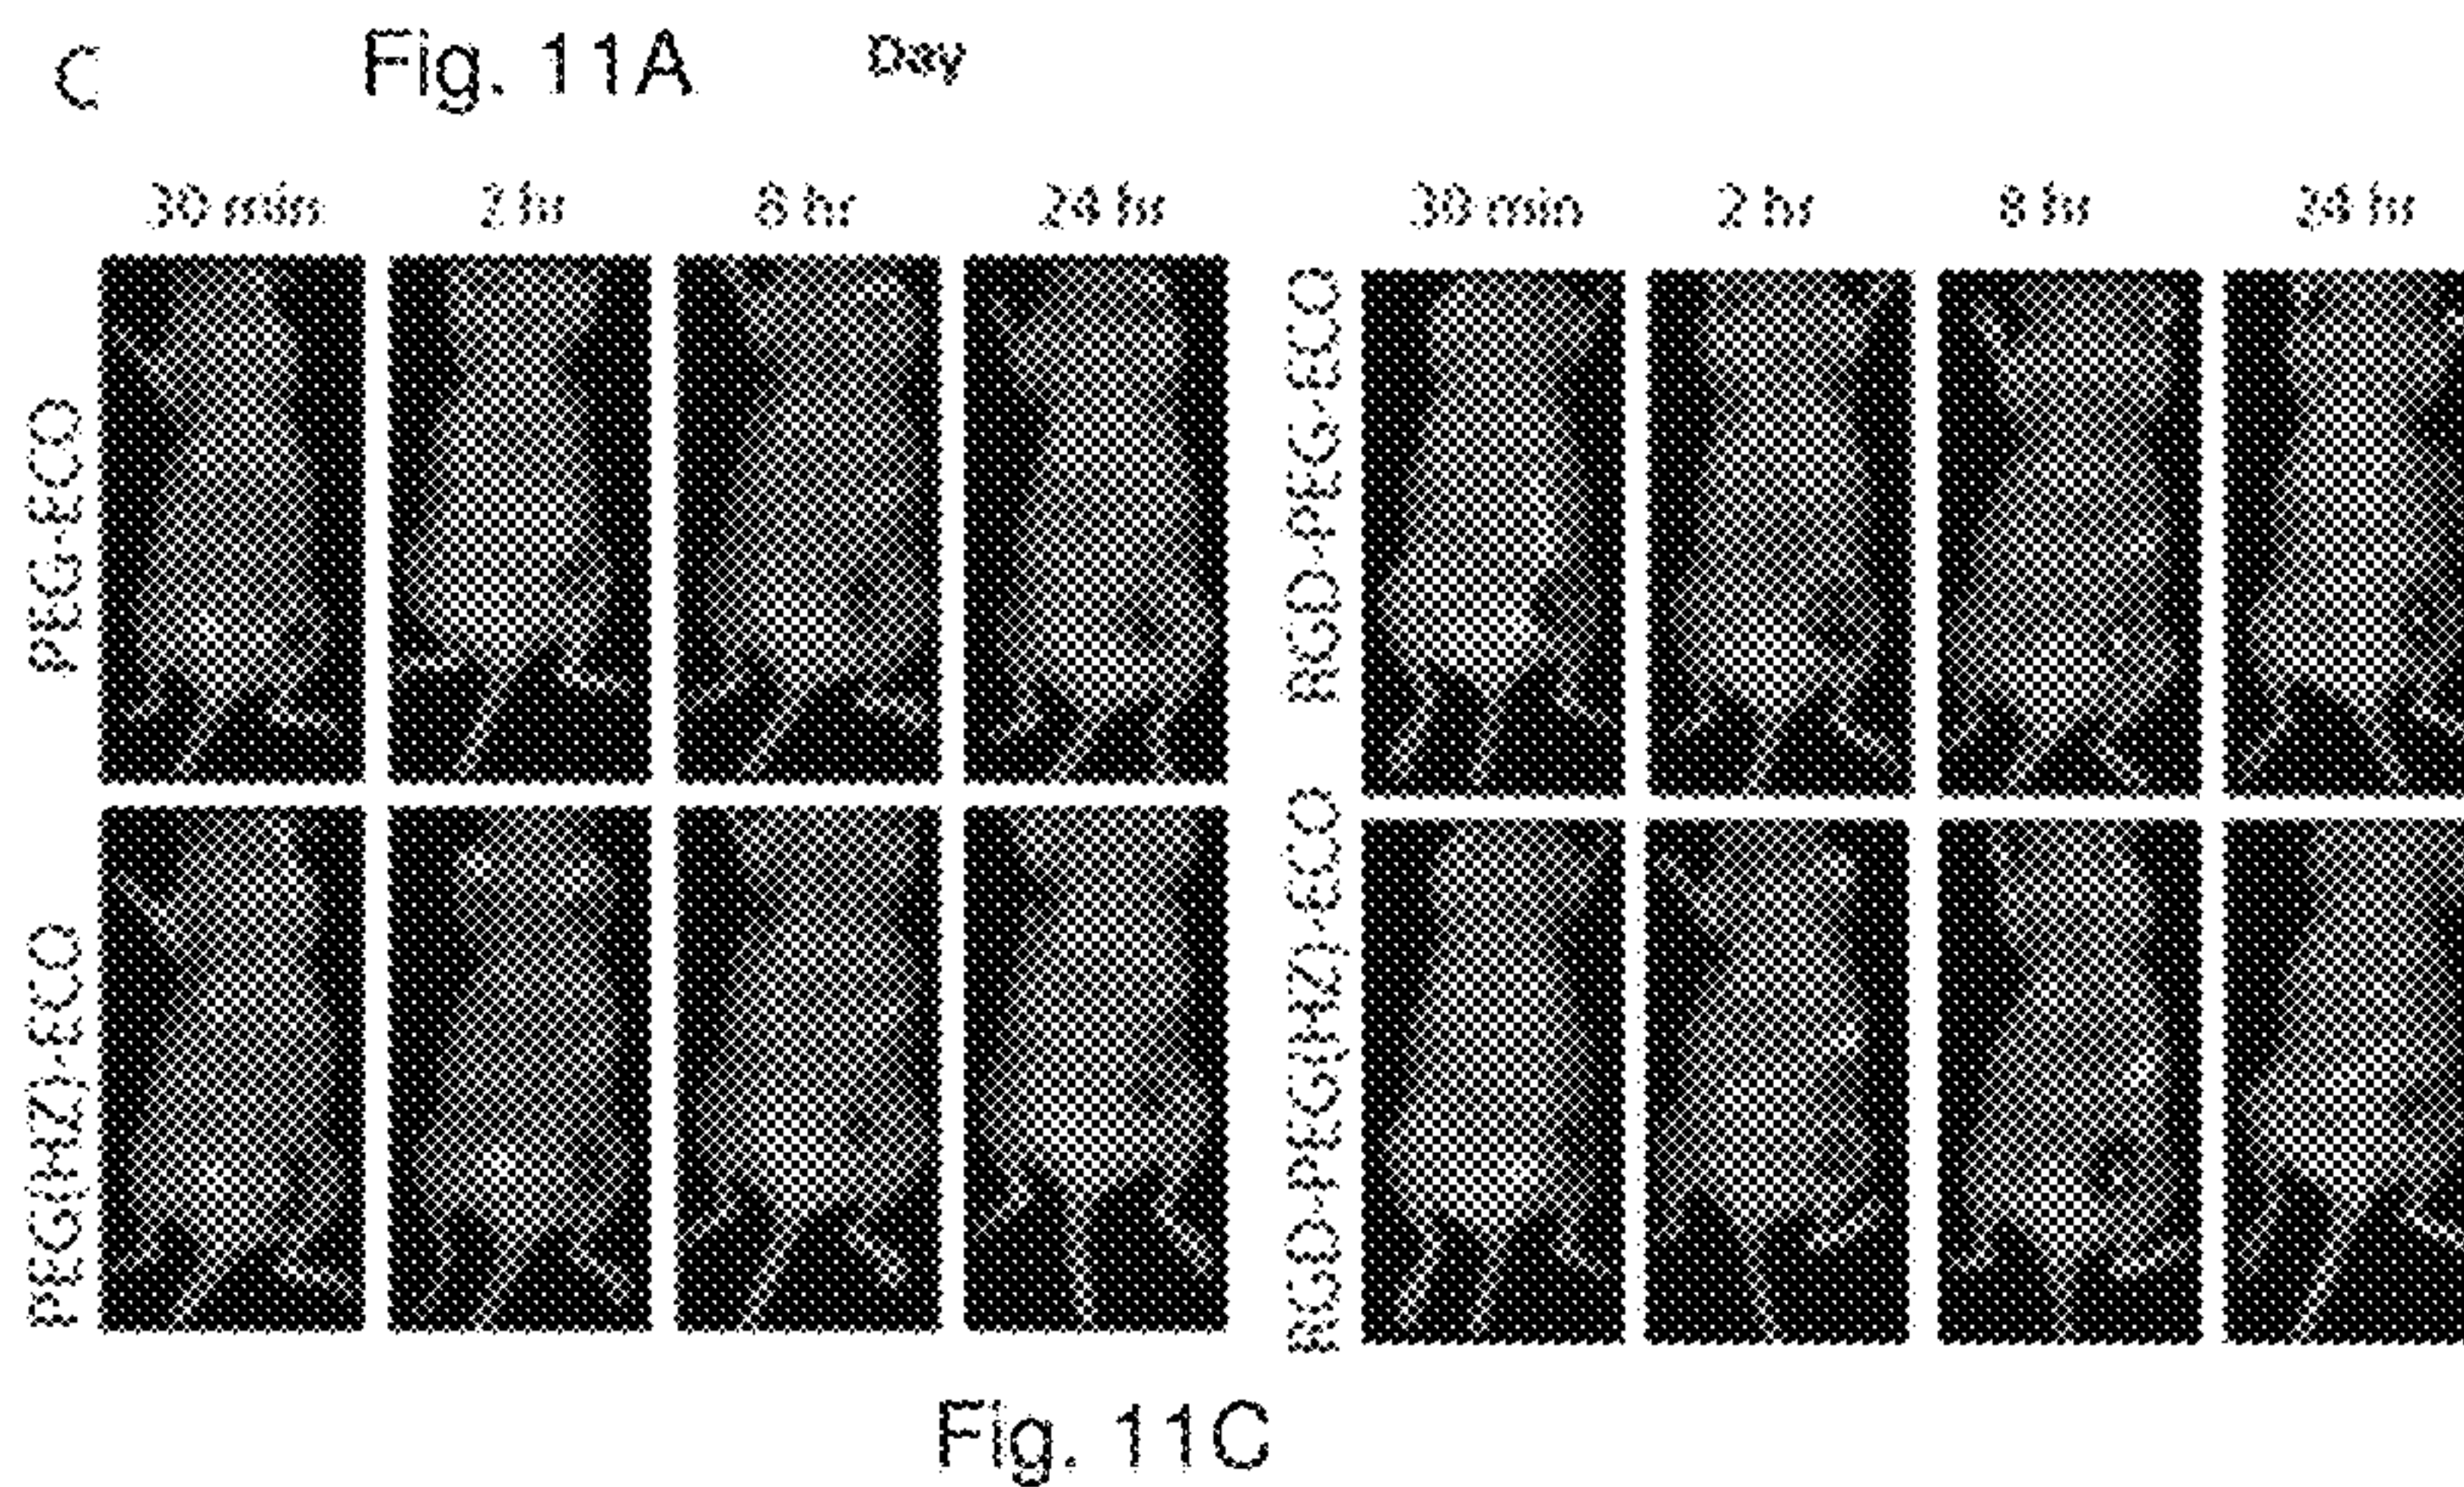 C Fig. 11A Day
30 min 2 hr 8 hr 24 hr 30 min 2 hr 8 hr 24 hr
PEG-ECO
RGD-PEG-ECO
PEG(HZ)-ECO
RGD-PEG(HZ)-ECO
Fig. 11C